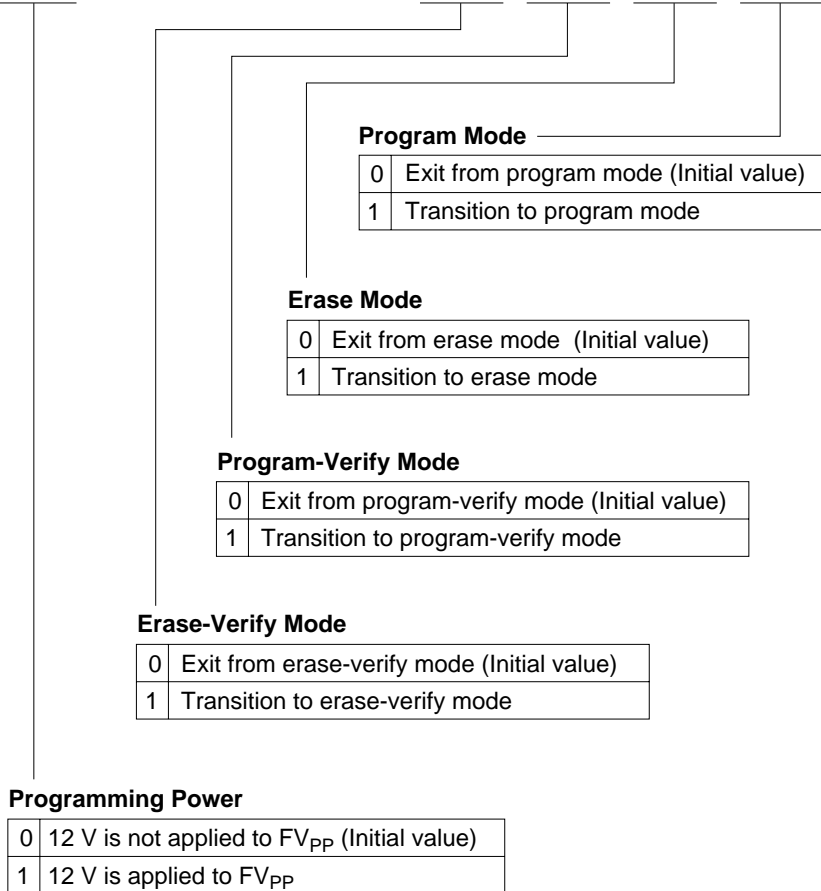 Program Mode
0 Exit from program mode (Initial value)
1 Transition to program mode
Erase Mode
0 Exit from erase mode (Initial value)
1 Transition to erase mode
Program-Verify Mode
0 Exit from program-verify mode (Initial value)
1 Transition to program-verify mode
Erase-Verify Mode
0 Exit from erase-verify mode (Initial value)
1 Transition to erase-verify mode
Programming Power
0 12 V is not applied to FVPP (Initial value)
1 12 V is applied to FVPP